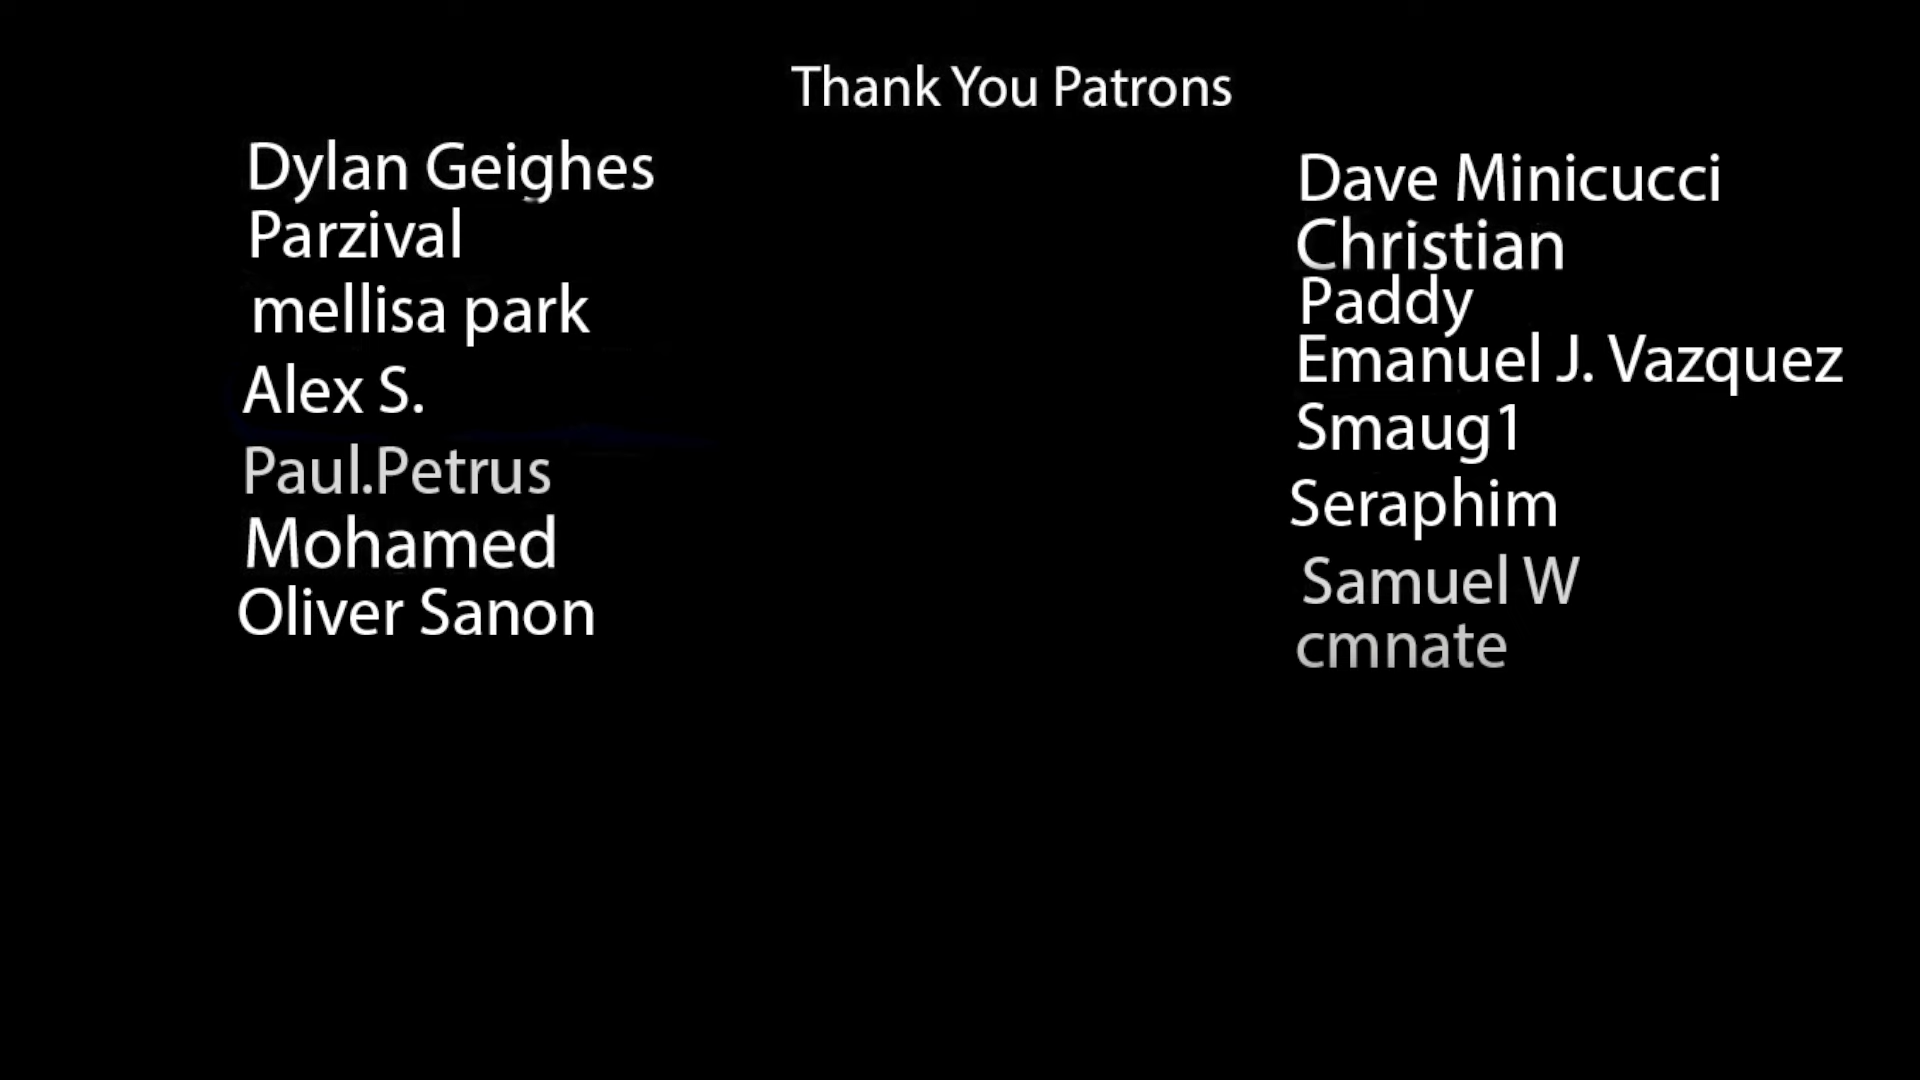 Thank You Patrons
Dylan Geighes
Parzival
mellisa park
Alex S.
Paul.Petrus
Mohamed
Oliver Sanon
Dave Minicucci
Christian
Paddy
Emanuel J. Vazquez
Smaug1
Seraphim
Samuel W
cmnate